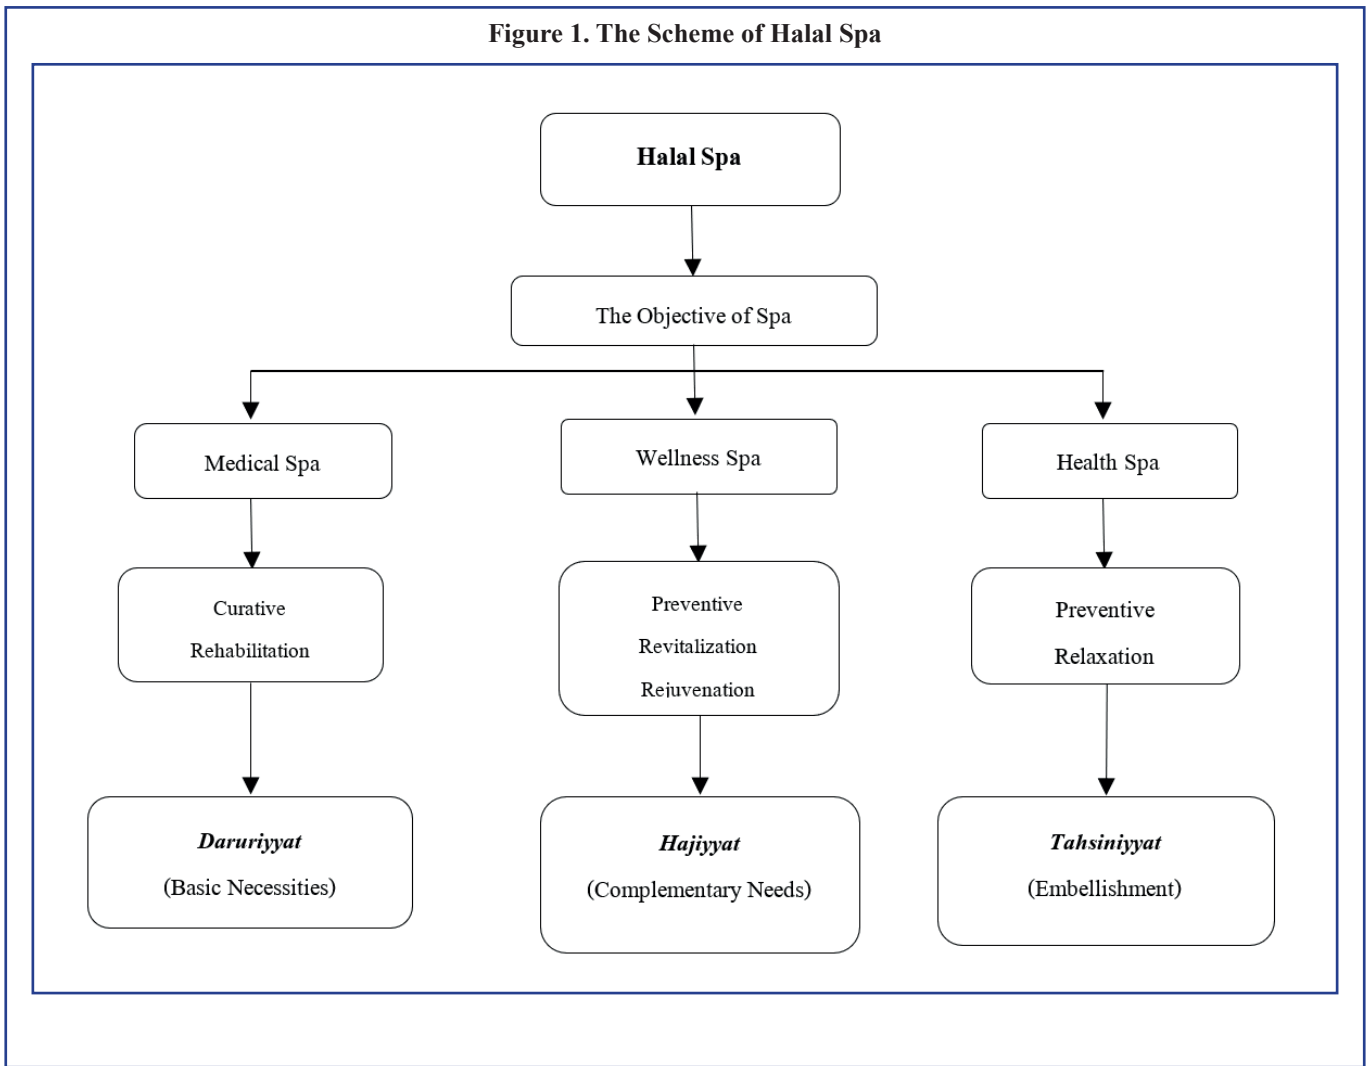 Figure 1. The Scheme of Halal Spa
Halal Spa
The Objective of Spa
Medical Spa
Wellness Spa
Health Spa
Curative
Rehabilitation
Preventive
Revitalization
Rejuvenation
Preventive
Relaxation
Daruriyyat
(Basic Necessities)
Hajiyyat
(Complementary Needs)
Tahsiniyyat
(Embellishment)